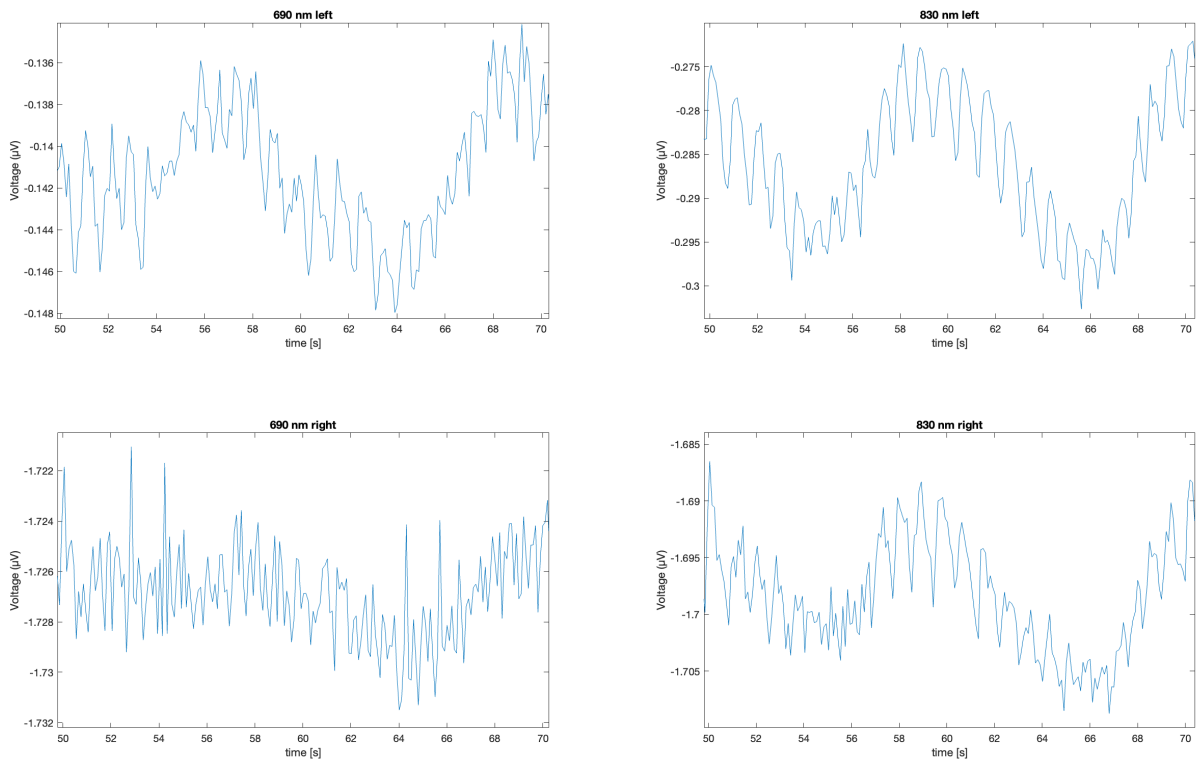 690 nm left
-0.136
-0.138
-0.14
-0.142
-0.144
-0.146
-0.148
Voltage (µV)
50 52 54 56 58 60 62 64 66 68 70
time [s]
830 nm left
-0.275
-0.28
-0.285
-0.29
-0.295
-0.3
Voltage (µV)
50 52 54 56 58 60 62 64 66 68 70
time [s]
690 nm right
-1.722
-1.724
-1.726
-1.728
-1.73
-1.732
Voltage (µV)
50 52 54 56 58 60 62 64 66 68 70
time [s]
830 nm right
-1.685
-1.69
-1.695
-1.7
-1.705
Voltage (µV)
50 52 54 56 58 60 62 64 66 68 70
time [s]